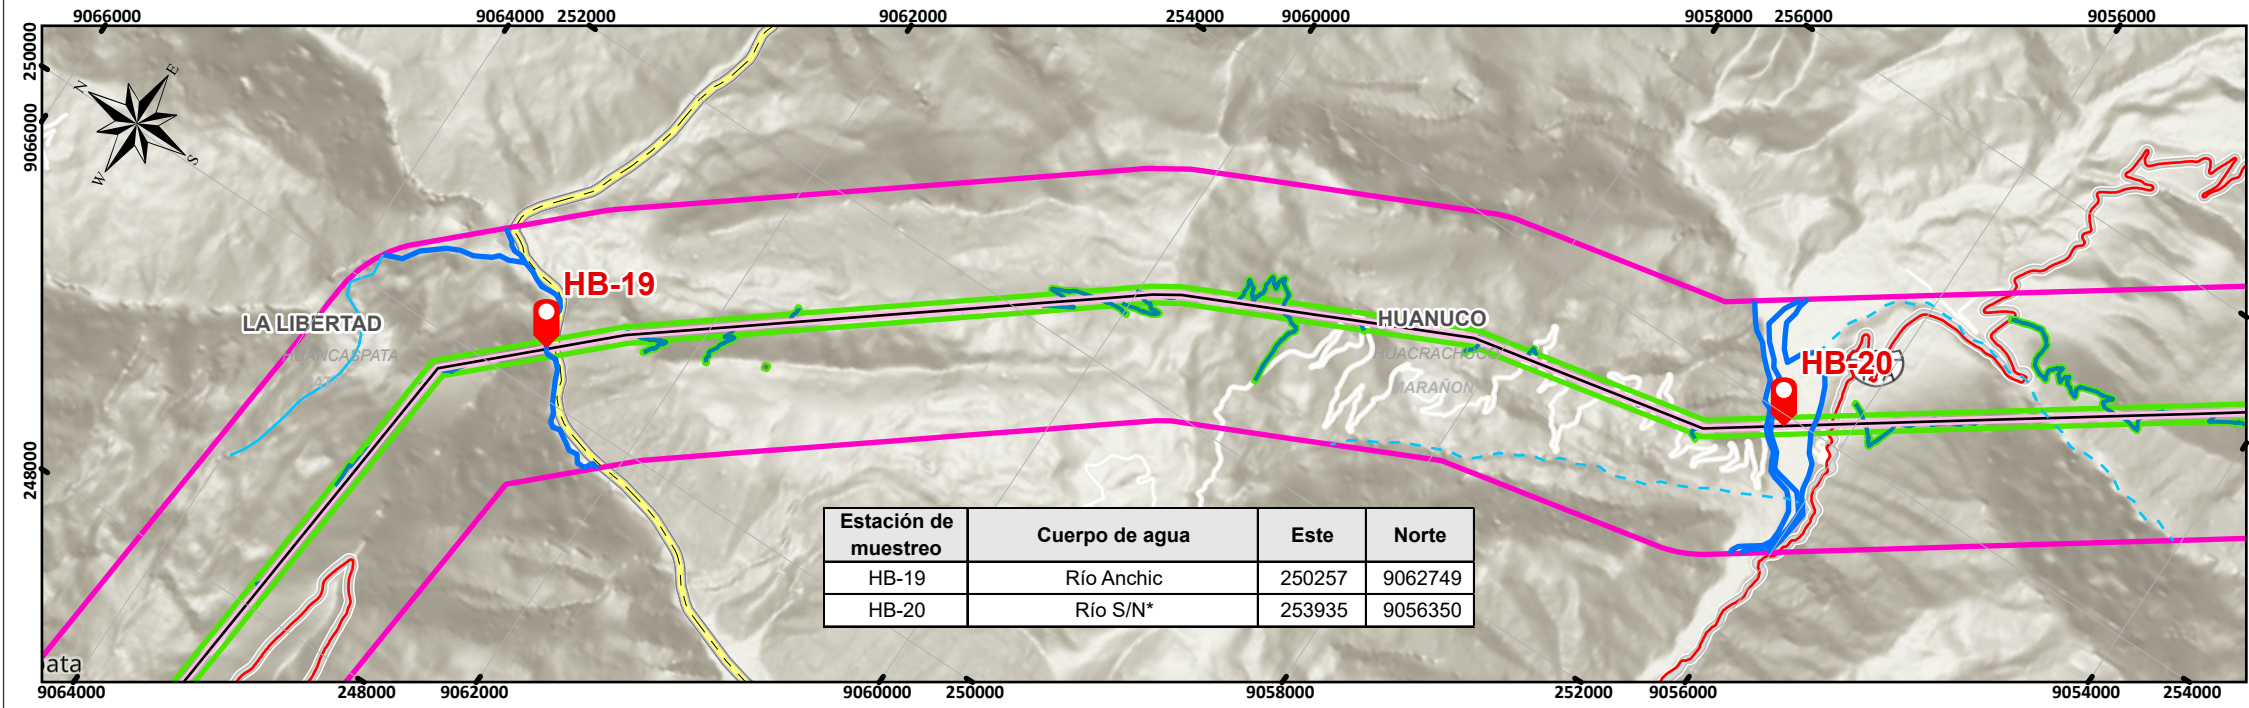 9066000 9064000 252000 9062000 254000 9060000 9058000 256000 9056000
250000
9066000
248000
N
E
W
S
HB-19
LA LIBERTAD
HUANCASPATA
HUANUCO
HUACRACHUCO
MARAÑON
HB-20
Estación de muestreo Cuerpo de agua Este Norte
HB-19 Río Anchic 250257 9062749
HB-20 Río S/N* 253935 9056350
ata
9064000 248000 9062000 9060000 250000 9058000 252000 9056000 9054000 254000